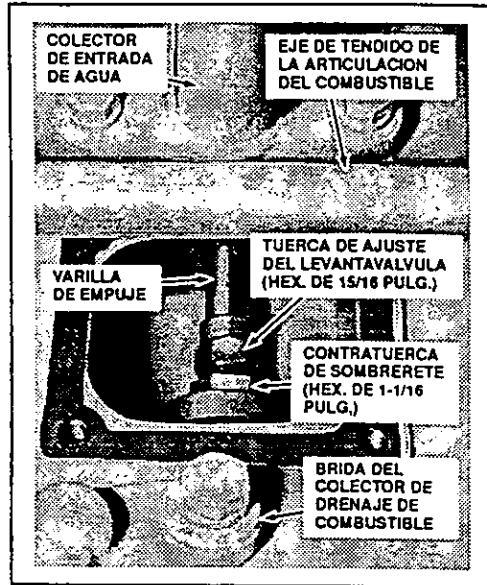 COLECTOR
DE ENTRADA
DE AGUA
EJE DE TENDIDO DE
LA ARTICULACION
DEL COMBUSTIBLE
VARILLA
DE EMPUJE
TUERCA DE AJUSTE
DEL LEVANTAVALVULA
(HEX. DE 15/16 PULG.)
CONTRATUERCA
DE SOMBRERETE
(HEX. DE 1-1/16
PULG.)
BRIDA DEL
COLECTOR DE
DRENAJE DE
COMBUSTIBLE